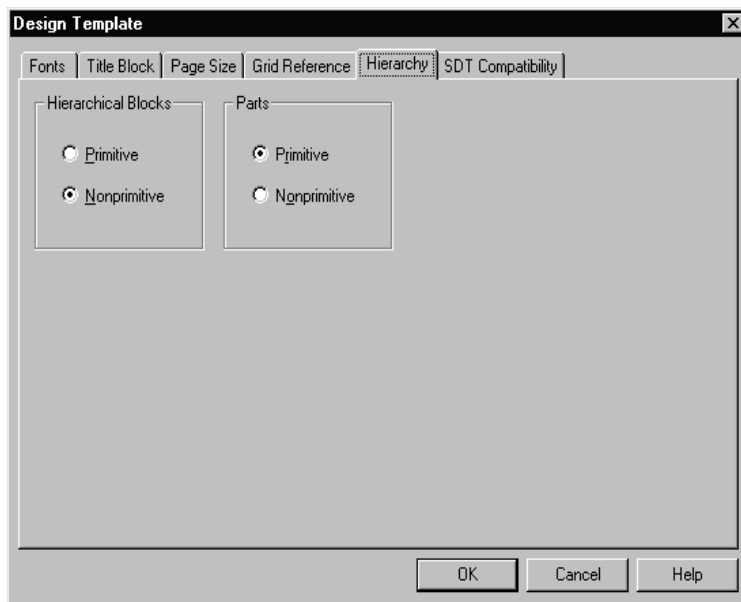 Design Template
Fonts Title Block Page Size Grid Reference Hierarchy SDT Compatibility
Hierarchical Blocks Parts
Primitive Primitive
Nonprimitive Nonprimitive
OK Cancel Help